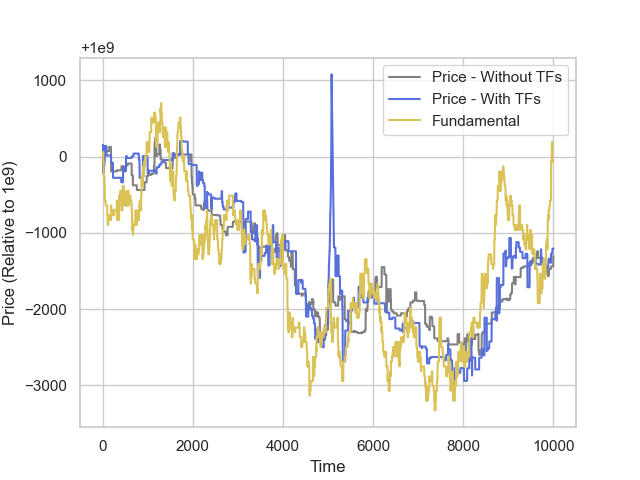 +1e9
Price - Without TFs
Price - With TFs
Fundamental
1000
0
−1000
−2000
−3000
Price (Relative to 1e9)
0 2000 4000 6000 8000 10000
Time